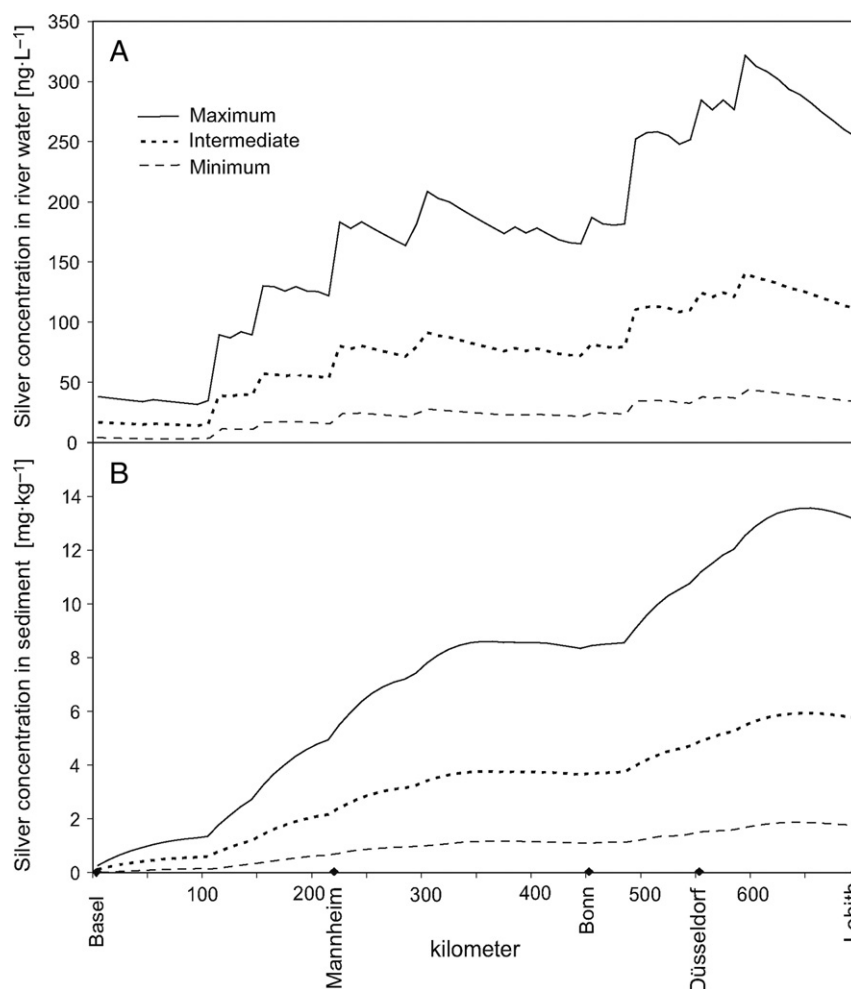 A
Silver concentration in river water [ng·L⁻¹]
350
300
250
200
150
100
50
0
Maximum
Intermediate
Minimum
B
Silver concentration in sediment [mg·kg⁻¹]
14
12
10
8
6
4
2
0
100 200 300 400 500 600
Basel
Mannheim
Bonn
Düsseldorf
Lobith
kilometer